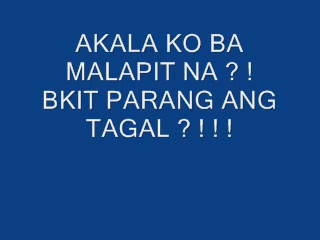 AKALA KO BA
MALAPIT NA ? !
BKIT PARANG ANG
TAGAL ? ! ! !